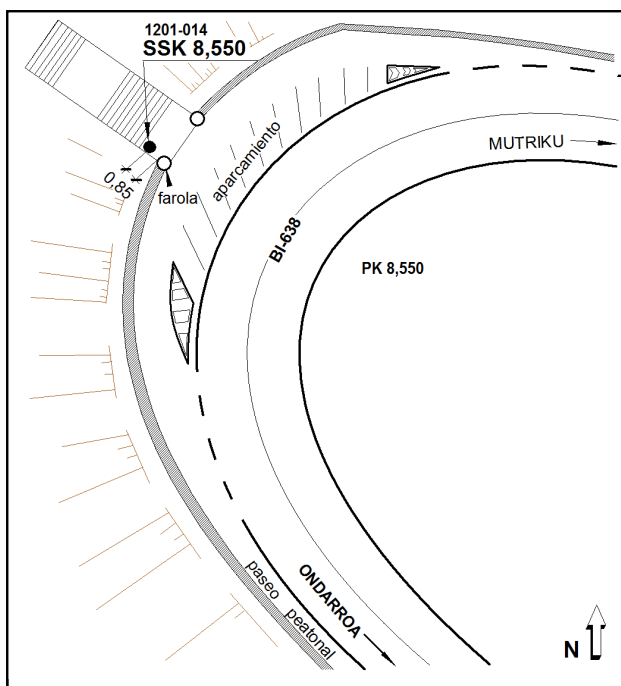 1201-014
SSK 8,550
MUTRIKU
aparcamiento
0,85
farola
BI-638
PK 8,550
paseo
peatonal
ONDARROA
N